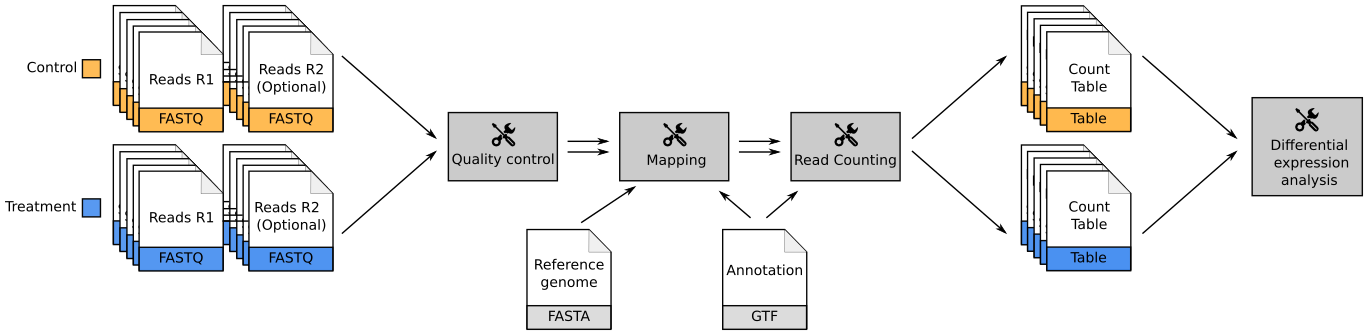 Control
Reads R1
FASTQ
Reads R2
(Optional)
FASTQ
Treatment
Reads R1
FASTQ
Reads R2
(Optional)
FASTQ
Quality control
Mapping
Read Counting
Reference
genome
FASTA
Annotation
GTF
Count
Table
Table
Count
Table
Table
Differential
expression
analysis